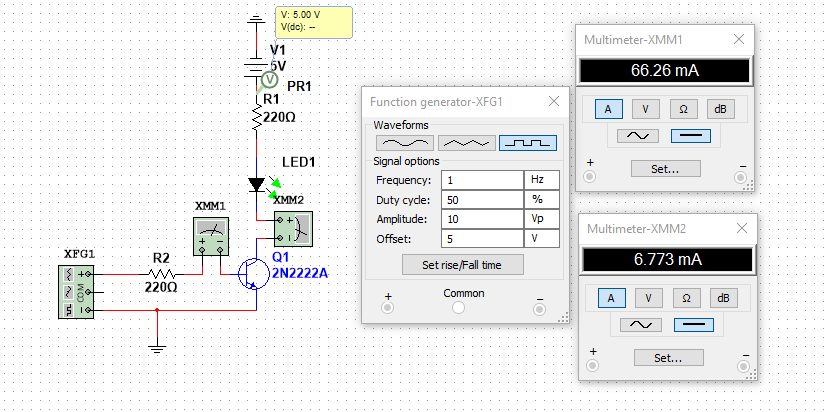 V: 5.00 V
V(dc): --
V1
5V
V
PR1
R1
220Ω
LED1
XMM1
XMM2
XFG1
R2
220Ω
Q1
2N2222A
COM
Function generator-XFG1
Waveforms
Signal options
Frequency: 1 Hz
Duty cycle: 50 %
Amplitude: 10 Vp
Offset: 5 V
Set rise/Fall time
+ Common −
Multimeter-XMM1
66.26 mA
A V Ω dB
+ Set... −
Multimeter-XMM2
6.773 mA
A V Ω dB
+ Set... −